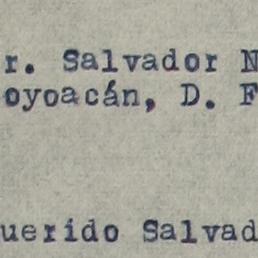 r. Salvador N
oyoacán, D. F
uerido Salvad